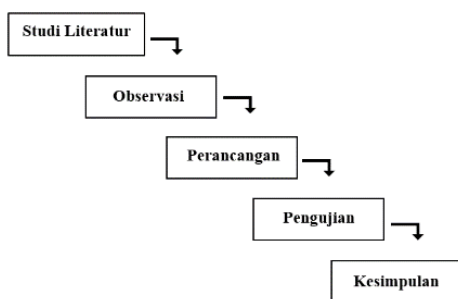 Studi Literatur
Observasi
Perancangan
Pengujian
Kesimpulan